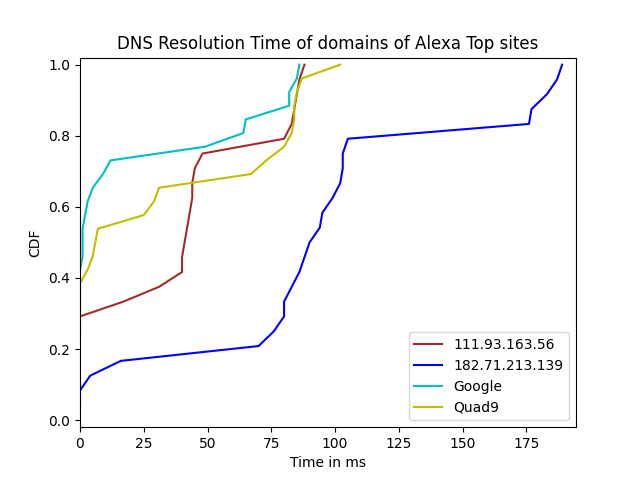 DNS Resolution Time of domains of Alexa Top sites
1.0
0.8
0.6
0.4
0.2
0.0
CDF
0 25 50 75 100 125 150 175
Time in ms
111.93.163.56
182.71.213.139
Google
Quad9